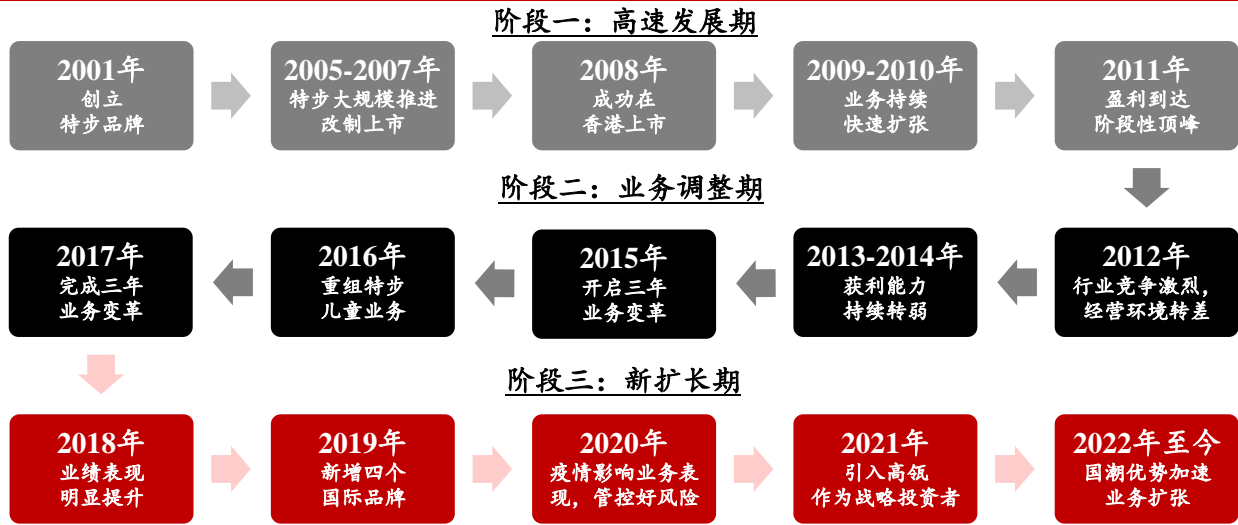 阶段一：高速发展期
2001年
创立
特步品牌
2005-2007年
特步大规模推进
改制上市
2008年
成功在
香港上市
2009-2010年
业务持续
快速扩张
2011年
盈利到达
阶段性顶峰
阶段二：业务调整期
2012年
行业竞争激烈，
经营环境转差
2013-2014年
获利能力
持续转弱
2015年
开启三年
业务变革
2016年
重组特步
儿童业务
2017年
完成三年
业务变革
阶段三：新扩长期
2018年
业绩表现
明显提升
2019年
新增四个
国际品牌
2020年
疫情影响业务表
现，管控好风险
2021年
引入高瓴
作为战略投资者
2022年至今
国潮优势加速
业务扩张